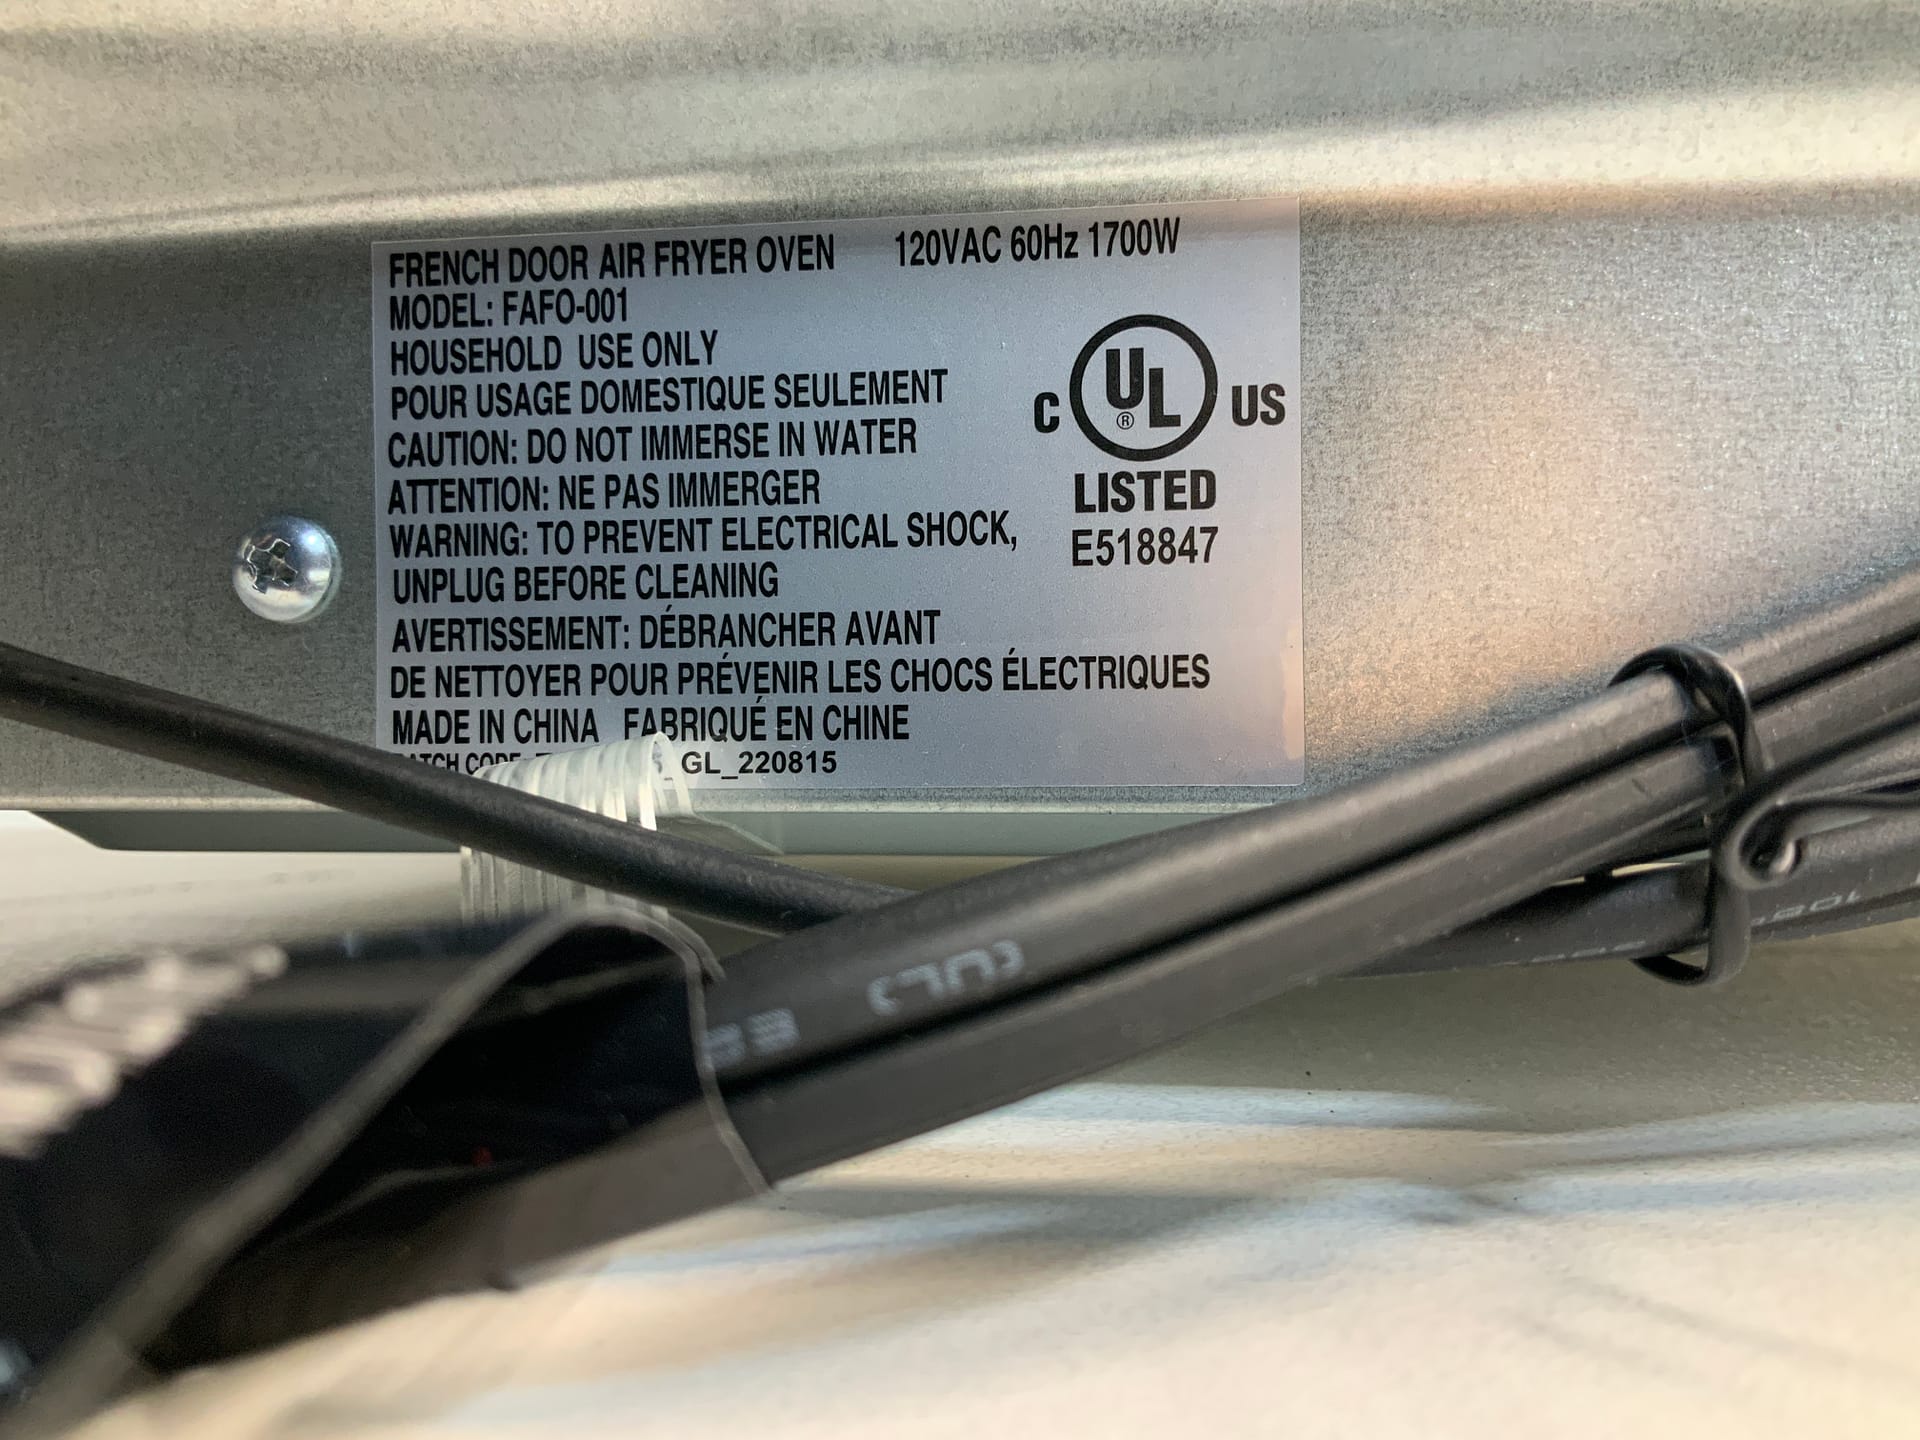 FRENCH DOOR AIR FRYER OVEN 120VAC 60Hz 1700W
MODEL: FAFO-001
HOUSEHOLD USE ONLY
POUR USAGE DOMESTIQUE SEULEMENT
CAUTION: DO NOT IMMERSE IN WATER
ATTENTION: NE PAS IMMERGER
WARNING: TO PREVENT ELECTRICAL SHOCK,
UNPLUG BEFORE CLEANING
AVERTISSEMENT: DÉBRANCHER AVANT
DE NETTOYER POUR PRÉVENIR LES CHOCS ÉLECTRIQUES
MADE IN CHINA FABRIQUÉ EN CHINE
GL_220815
C UL® US
LISTED
E518847
(UL)